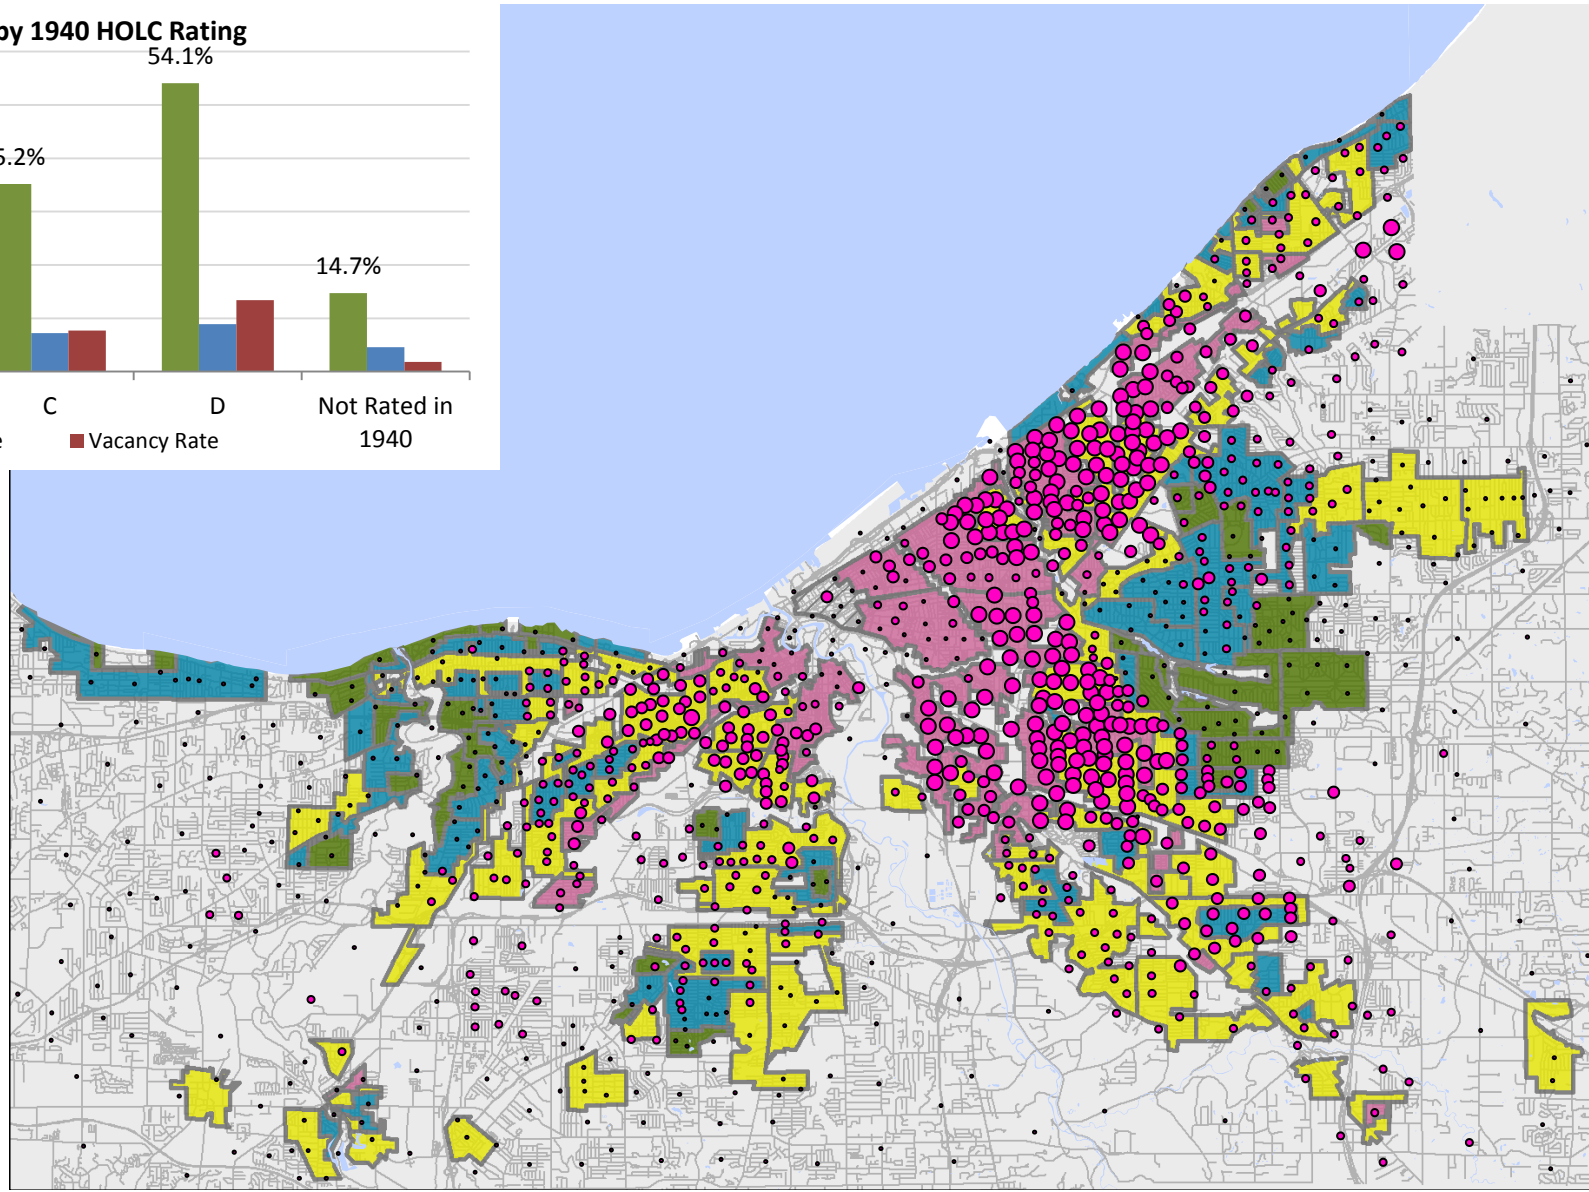 by 1940 HOLC Rating
54.1%
5.2%
14.7%
C
D
Not Rated in
1940
e
Vacancy Rate